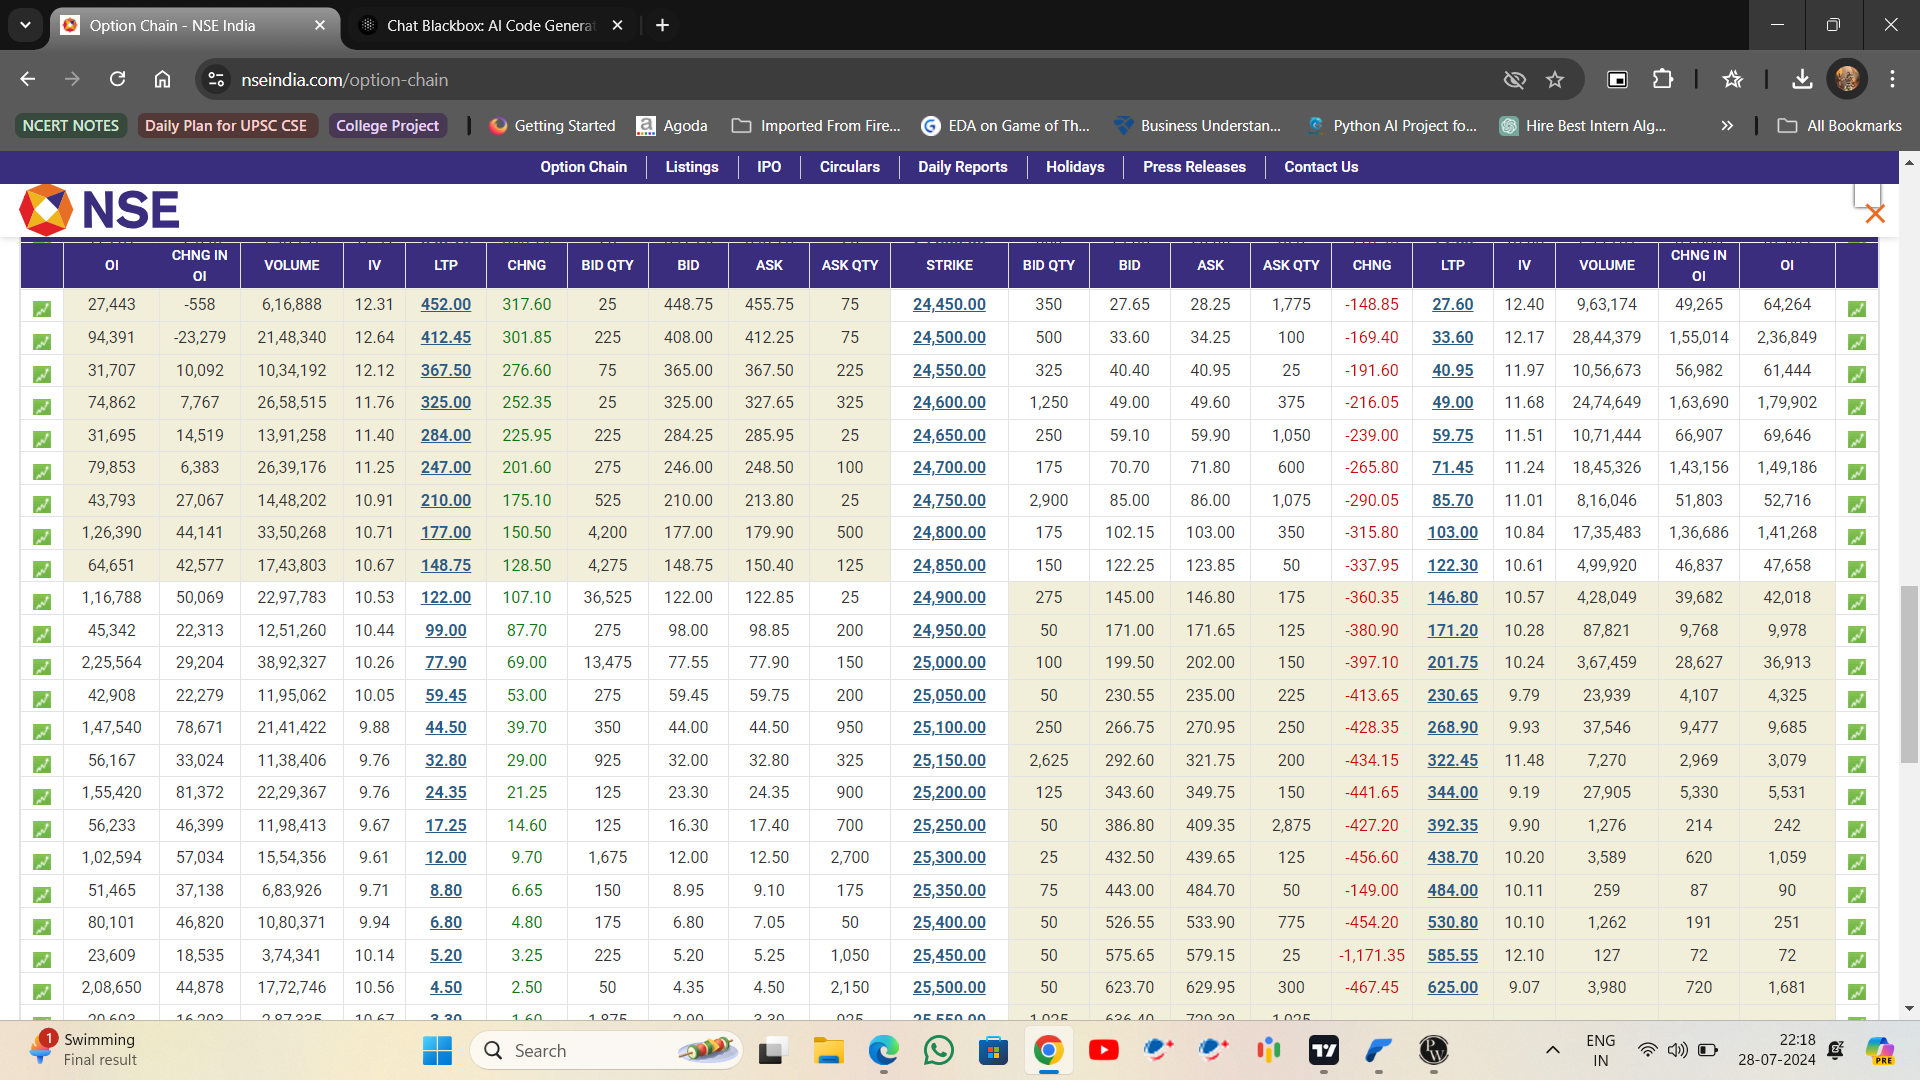 Option Chain - NSE India
Chat Blackbox: AI Code Genera
nseindia.com/option-chain
NCERT NOTES Daily Plan for UPSC CSE College Project Getting Started Agoda Imported From Fire... EDA on Game of Th... Business Understan... Python AI Project fo... Hire Best Intern Alg... » All Bookmarks
Option Chain Listings IPO Circulars Daily Reports Holidays Press Releases Contact Us
NSE
OI CHNG IN OI VOLUME IV LTP CHNG BID QTY BID ASK ASK QTY STRIKE BID QTY BID ASK ASK QTY CHNG LTP IV VOLUME CHNG IN OI OI
27,443 -558 6,16,888 12.31 452.00 317.60 25 448.75 455.75 75 24,450.00 350 27.65 28.25 1,775 -148.85 27.60 12.40 9,63,174 49,265 64,264
94,391 -23,279 21,48,340 12.64 412.45 301.85 225 408.00 412.25 75 24,500.00 500 33.60 34.25 100 -169.40 33.60 12.17 28,44,379 1,55,014 2,36,849
31,707 10,092 10,34,192 12.12 367.50 276.60 75 365.00 367.50 225 24,550.00 325 40.40 40.95 25 -191.60 40.95 11.97 10,56,673 56,982 61,444
74,862 7,767 26,58,515 11.76 325.00 252.35 25 325.00 327.65 325 24,600.00 1,250 49.00 49.60 375 -216.05 49.00 11.68 24,74,649 1,63,690 1,79,902
31,695 14,519 13,91,258 11.40 284.00 225.95 225 284.25 285.95 25 24,650.00 250 59.10 59.90 1,050 -239.00 59.75 11.51 10,71,444 66,907 69,646
79,853 6,383 26,39,176 11.25 247.00 201.60 275 246.00 248.50 100 24,700.00 175 70.70 71.80 600 -265.80 71.45 11.24 18,45,326 1,43,156 1,49,186
43,793 27,067 14,48,202 10.91 210.00 175.10 525 210.00 213.80 25 24,750.00 2,900 85.00 86.00 1,075 -290.05 85.70 11.01 8,16,046 51,803 52,716
1,26,390 44,141 33,50,268 10.71 177.00 150.50 4,200 177.00 179.90 500 24,800.00 175 102.15 103.00 350 -315.80 103.00 10.84 17,35,483 1,36,686 1,41,268
64,651 42,577 17,43,803 10.67 148.75 128.50 4,275 148.75 150.40 125 24,850.00 150 122.25 123.85 50 -337.95 122.30 10.61 4,99,920 46,837 47,658
1,16,788 50,069 22,97,783 10.53 122.00 107.10 36,525 122.00 122.85 25 24,900.00 275 145.00 146.80 175 -360.35 146.80 10.57 4,28,049 39,682 42,018
45,342 22,313 12,51,260 10.44 99.00 87.70 275 98.00 98.85 200 24,950.00 50 171.00 171.65 125 -380.90 171.20 10.28 87,821 9,768 9,978
2,25,564 29,204 38,92,327 10.26 77.90 69.00 13,475 77.55 77.90 150 25,000.00 100 199.50 202.00 150 -397.10 201.75 10.24 3,67,459 28,627 36,913
42,908 22,279 11,95,062 10.05 59.45 53.00 275 59.45 59.75 200 25,050.00 50 230.55 235.00 225 -413.65 230.65 9.79 23,939 4,107 4,325
1,47,540 78,671 21,41,422 9.88 44.50 39.70 350 44.00 44.50 950 25,100.00 250 266.75 270.95 250 -428.35 268.90 9.93 37,546 9,477 9,685
56,167 33,024 11,38,406 9.76 32.80 29.00 925 32.00 32.80 325 25,150.00 2,625 292.60 321.75 200 -434.15 322.45 11.48 7,270 2,969 3,079
1,55,420 81,372 22,29,367 9.76 24.35 21.25 125 23.30 24.35 900 25,200.00 125 343.60 349.75 150 -441.65 344.00 9.19 27,905 5,330 5,531
56,233 46,399 11,98,413 9.67 17.25 14.60 125 16.30 17.40 700 25,250.00 50 386.80 409.35 2,875 -427.20 392.35 9.90 1,276 214 242
1,02,594 57,034 15,54,356 9.61 12.00 9.70 1,675 12.00 12.50 2,700 25,300.00 25 432.50 439.65 125 -456.60 438.70 10.20 3,589 620 1,059
51,465 37,138 6,83,926 9.71 8.80 6.65 150 8.95 9.10 175 25,350.00 75 443.00 484.70 50 -149.00 484.00 10.11 259 87 90
80,101 46,820 10,80,371 9.94 6.80 4.80 175 6.80 7.05 50 25,400.00 50 526.55 533.90 775 -454.20 530.80 10.10 1,262 191 251
23,609 18,535 3,74,341 10.14 5.20 3.25 225 5.20 5.25 1,050 25,450.00 50 575.65 579.15 25 -1,171.35 585.55 12.10 127 72 72
2,08,650 44,878 17,72,746 10.56 4.50 2.50 50 4.35 4.50 2,150 25,500.00 50 623.70 629.95 300 -467.45 625.00 9.07 3,980 720 1,681
1 Swimming
Final result
Search
ENG
IN
22:18
28-07-2024
PRE